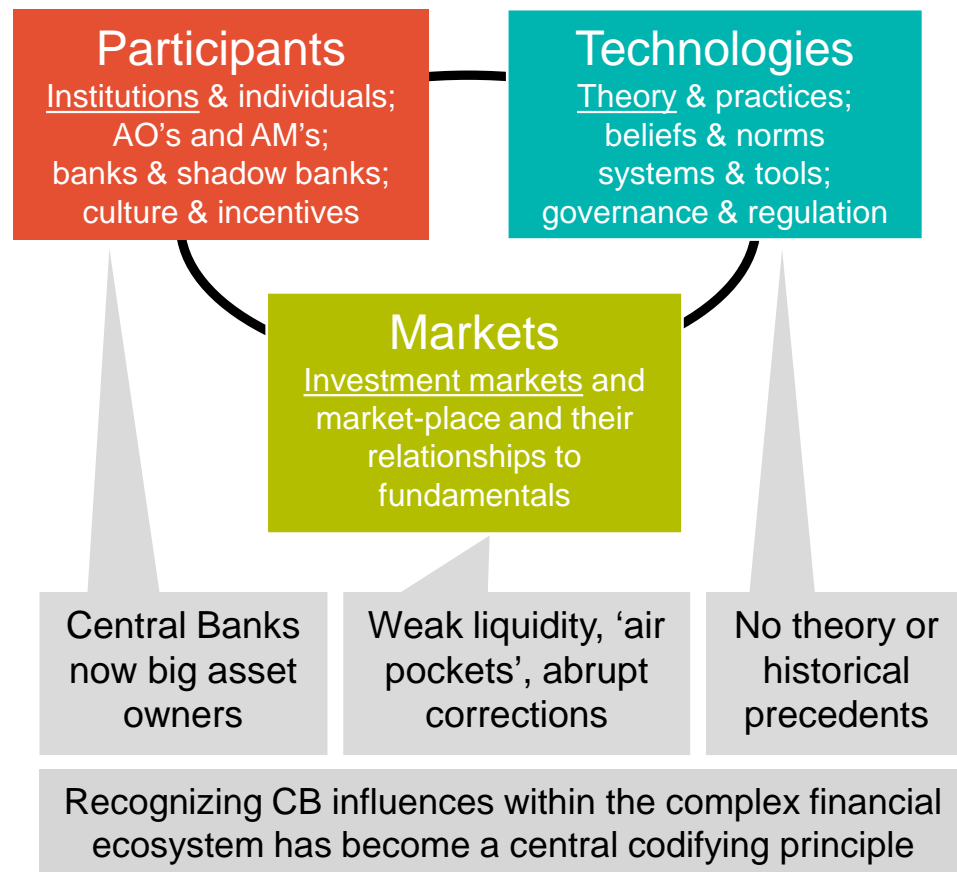 Participants
Institutions & individuals;
AO's and AM's;
banks & shadow banks;
culture & incentives
Technologies
Theory & practices;
beliefs & norms
systems & tools;
governance & regulation
Markets
Investment markets and
market-place and their
relationships to
fundamentals
Central Banks
now big asset
owners
Weak liquidity, ‘air
pockets’, abrupt
corrections
No theory or
historical
precedents
Recognizing CB influences within the complex financial
ecosystem has become a central codifying principle